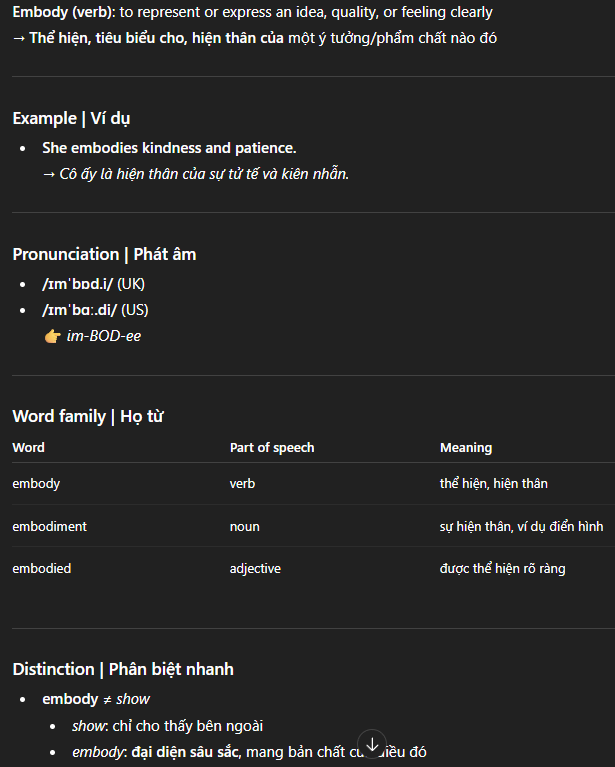 Embody (verb): to represent or express an idea, quality, or feeling clearly
→ Thể hiện, tiêu biểu cho, hiện thân của một ý tưởng/phẩm chất nào đó
Example | Ví dụ
• She embodies kindness and patience.
→ Cô ấy là hiện thân của sự tử tế và kiên nhẫn.
Pronunciation | Phát âm
• /ɪmˈbɒd.i/ (UK)
• /ɪmˈbɑː.di/ (US)
👉 im-BOD-ee
Word family | Họ từ
Word Part of speech Meaning
embody verb thể hiện, hiện thân
embodiment noun sự hiện thân, ví dụ điển hình
embodied adjective được thể hiện rõ ràng
Distinction | Phân biệt nhanh
• embody ≠ show
• show: chỉ cho thấy bên ngoài
• embody: đại diện sâu sắc, mang bản chất đó